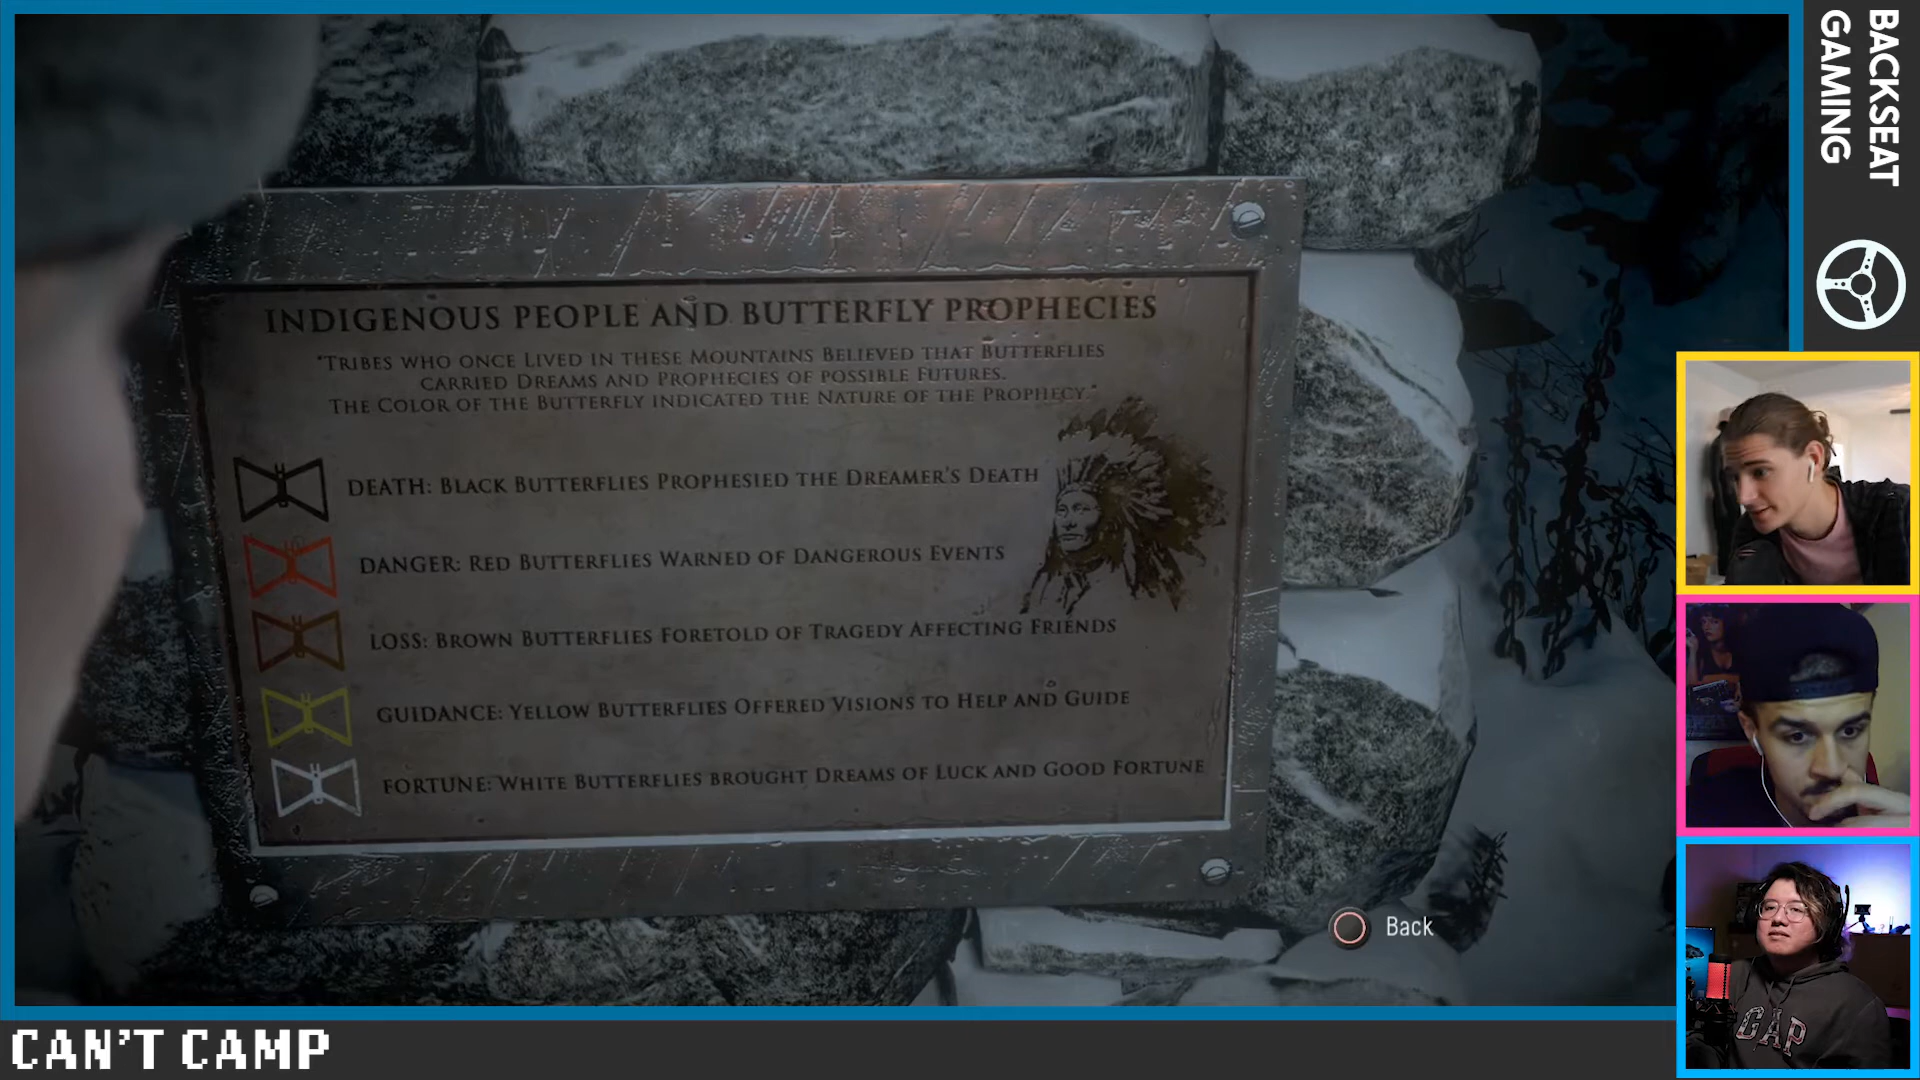 BACKSEAT
GAMING
INDIGENOUS PEOPLE AND BUTTERFLY PROPHECIES
"TRIBES WHO ONCE LIVED IN THESE MOUNTAINS BELIEVED THAT BUTTERFLIES
CARRIED DREAMS AND PROPHECIES OF POSSIBLE FUTURES.
THE COLOR OF THE BUTTERFLY INDICATED THE NATURE OF THE PROPHECY."
DEATH: BLACK BUTTERFLIES PROPHESIED THE DREAMER'S DEATH
DANGER: RED BUTTERFLIES WARNED OF DANGEROUS EVENTS
LOSS: BROWN BUTTERFLIES FORETOLD OF TRAGEDY AFFECTING FRIENDS
GUIDANCE: YELLOW BUTTERFLIES OFFERED VISIONS TO HELP AND GUIDE
FORTUNE: WHITE BUTTERFLIES BROUGHT DREAMS OF LUCK AND GOOD FORTUNE
Back
GAP
CAN'T CAMP